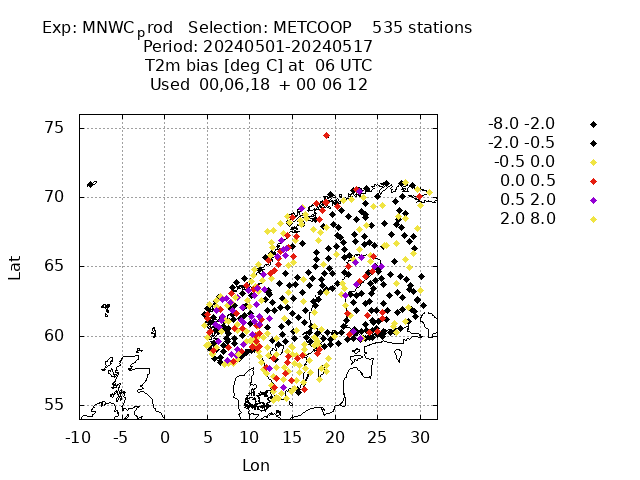 Exp: MNWCprod   Selection: METCOOP    535 stations
Period: 20240501-20240517
T2m bias [deg C] at  06 UTC
Used  00,06,18  + 00 06 12
-8.0 -2.0
-2.0 -0.5
-0.5 0.0
0.0 0.5
0.5 2.0
2.0 8.0
75
70
65
60
55
Lat
-10 -5 0 5 10 15 20 25 30
Lon